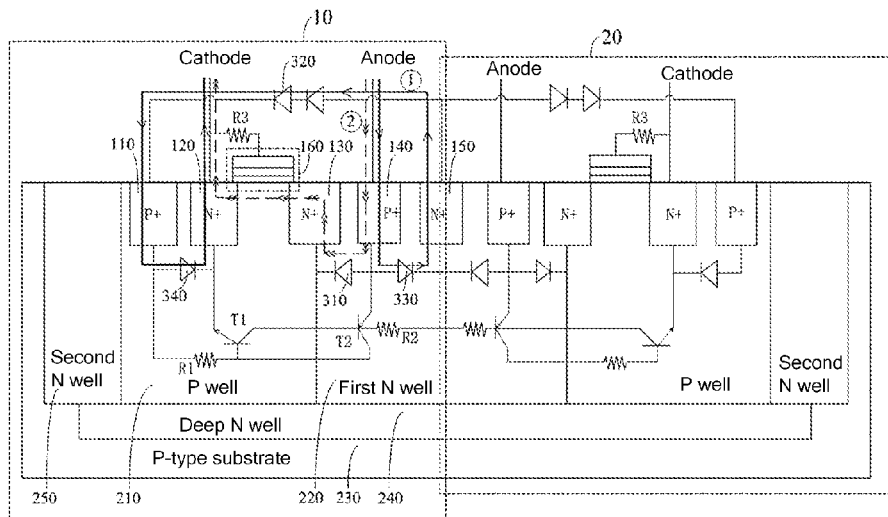 10
20
Cathode
320
Anode
1
Anode
Cathode
R3
2
R3
110
120
160
130
140
150
P+
N+
N+
P+
N+
P+
N+
N+
P+
340
310
330
T1
T2
R2
R1
Second
N well
P well
First N well
P well
Second
N well
Deep N well
P-type substrate
250
210
220
230
240